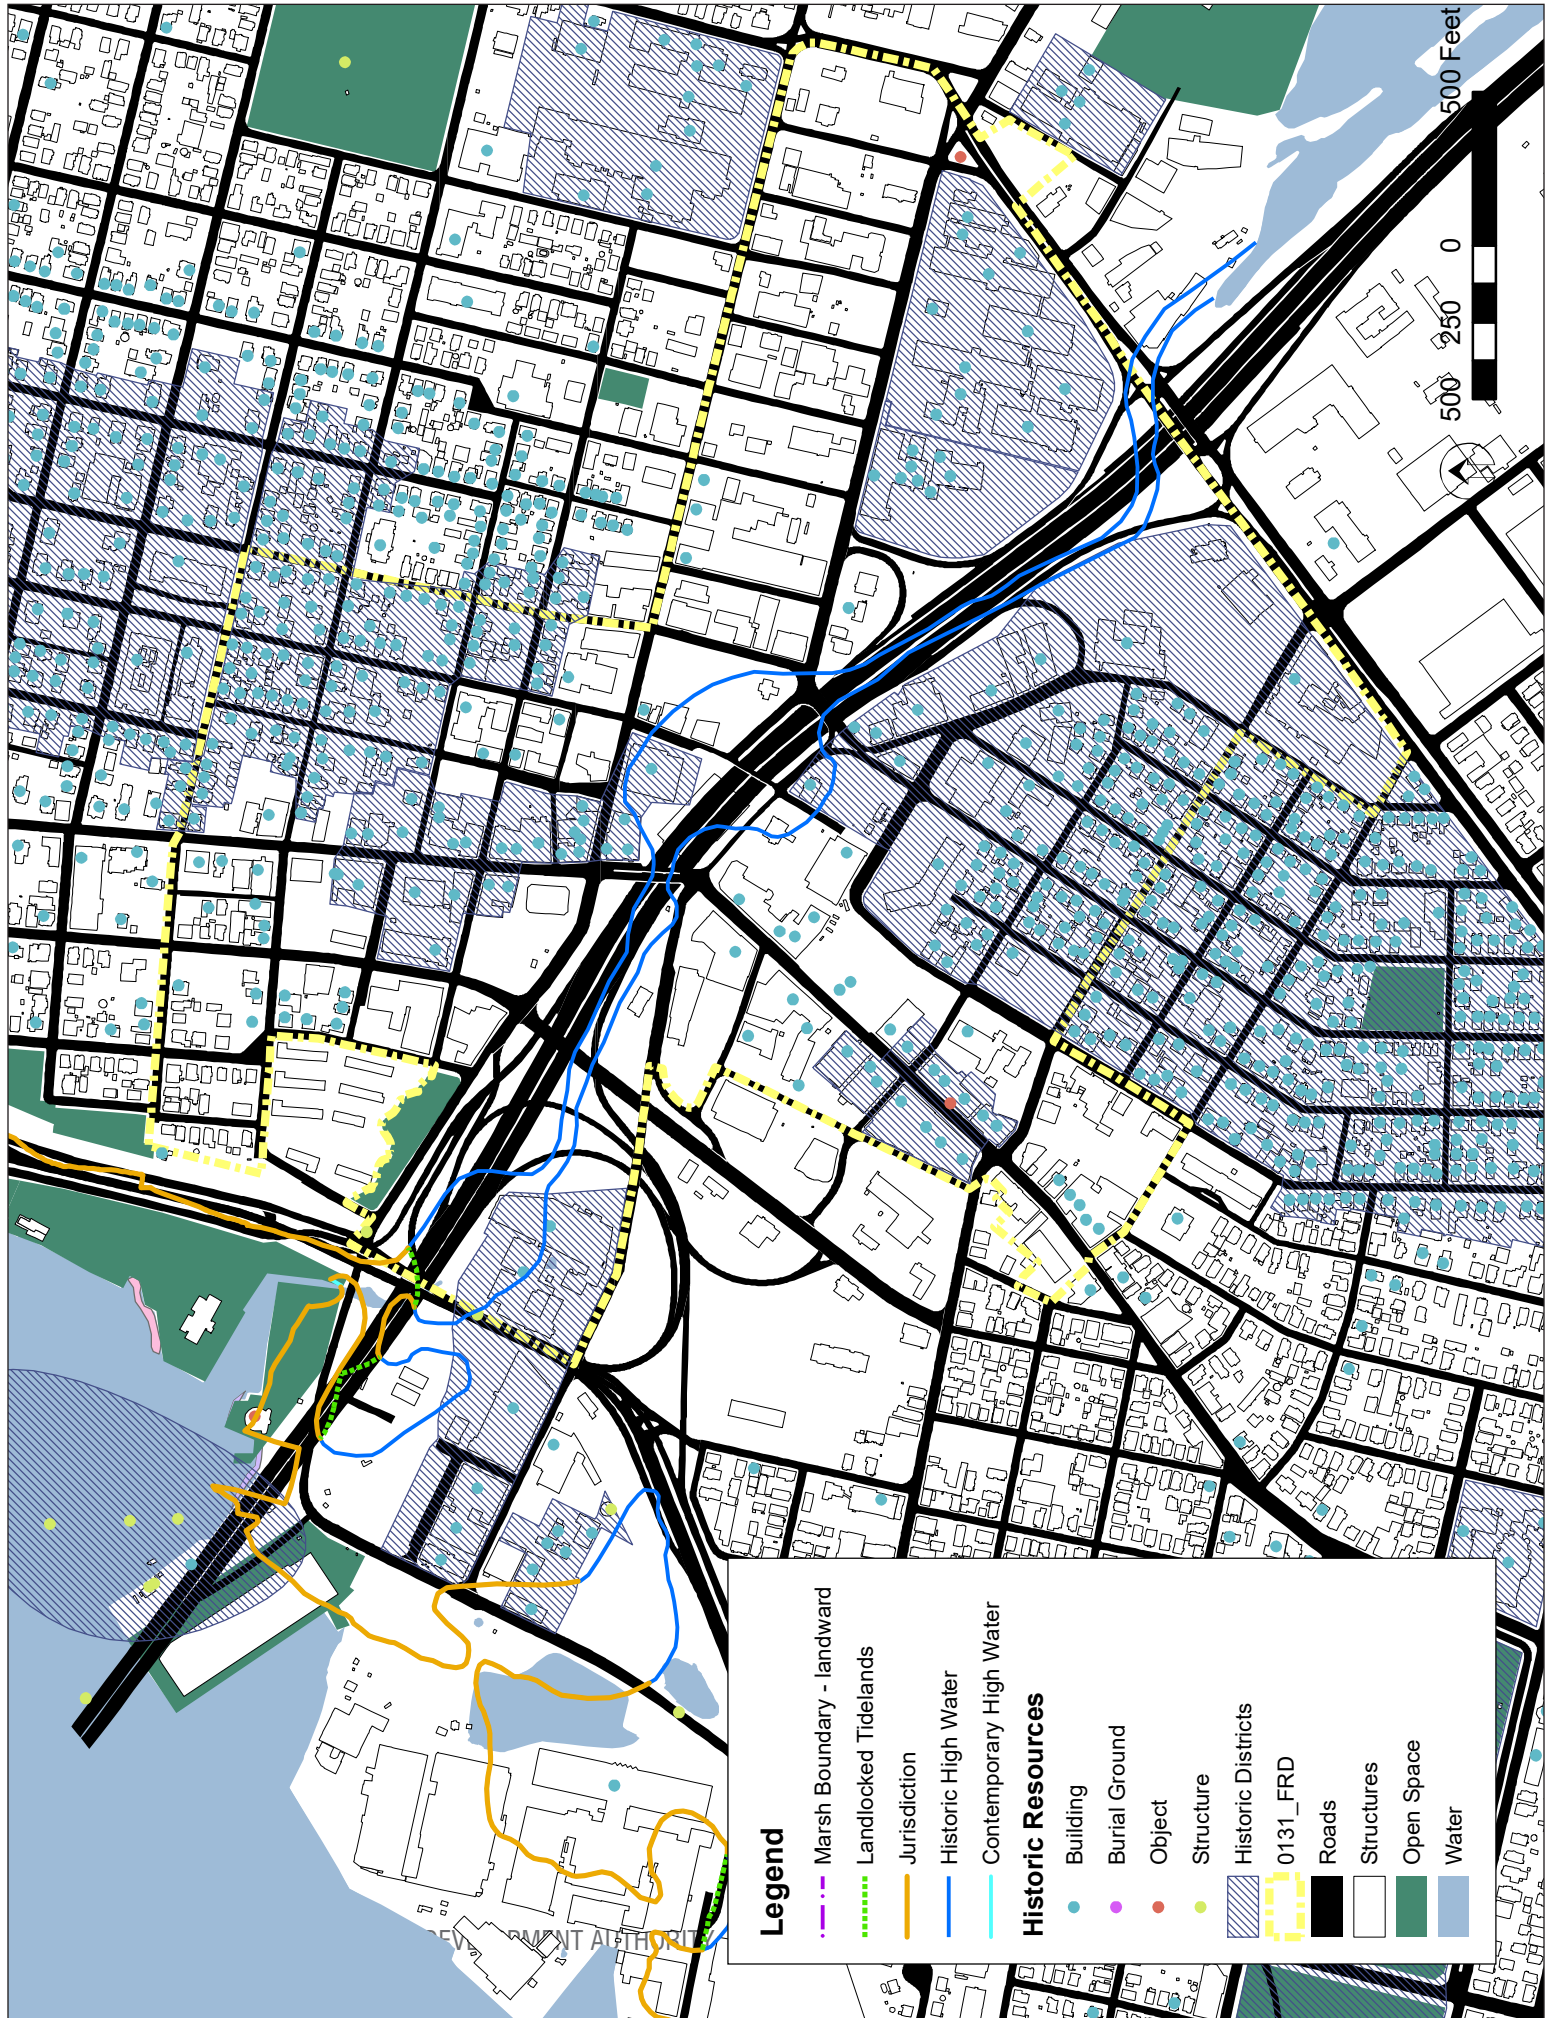 Legend
Marsh Boundary - landward
Landlocked Tidelands
Jurisdiction
Historic High Water
Contemporary High Water
Historic Resources
Building
Burial Ground
Object
Structure
Historic Districts
0131_FRD
Roads
Structures
Open Space
Water
500 250 0 500 Feet
AUTHORITY